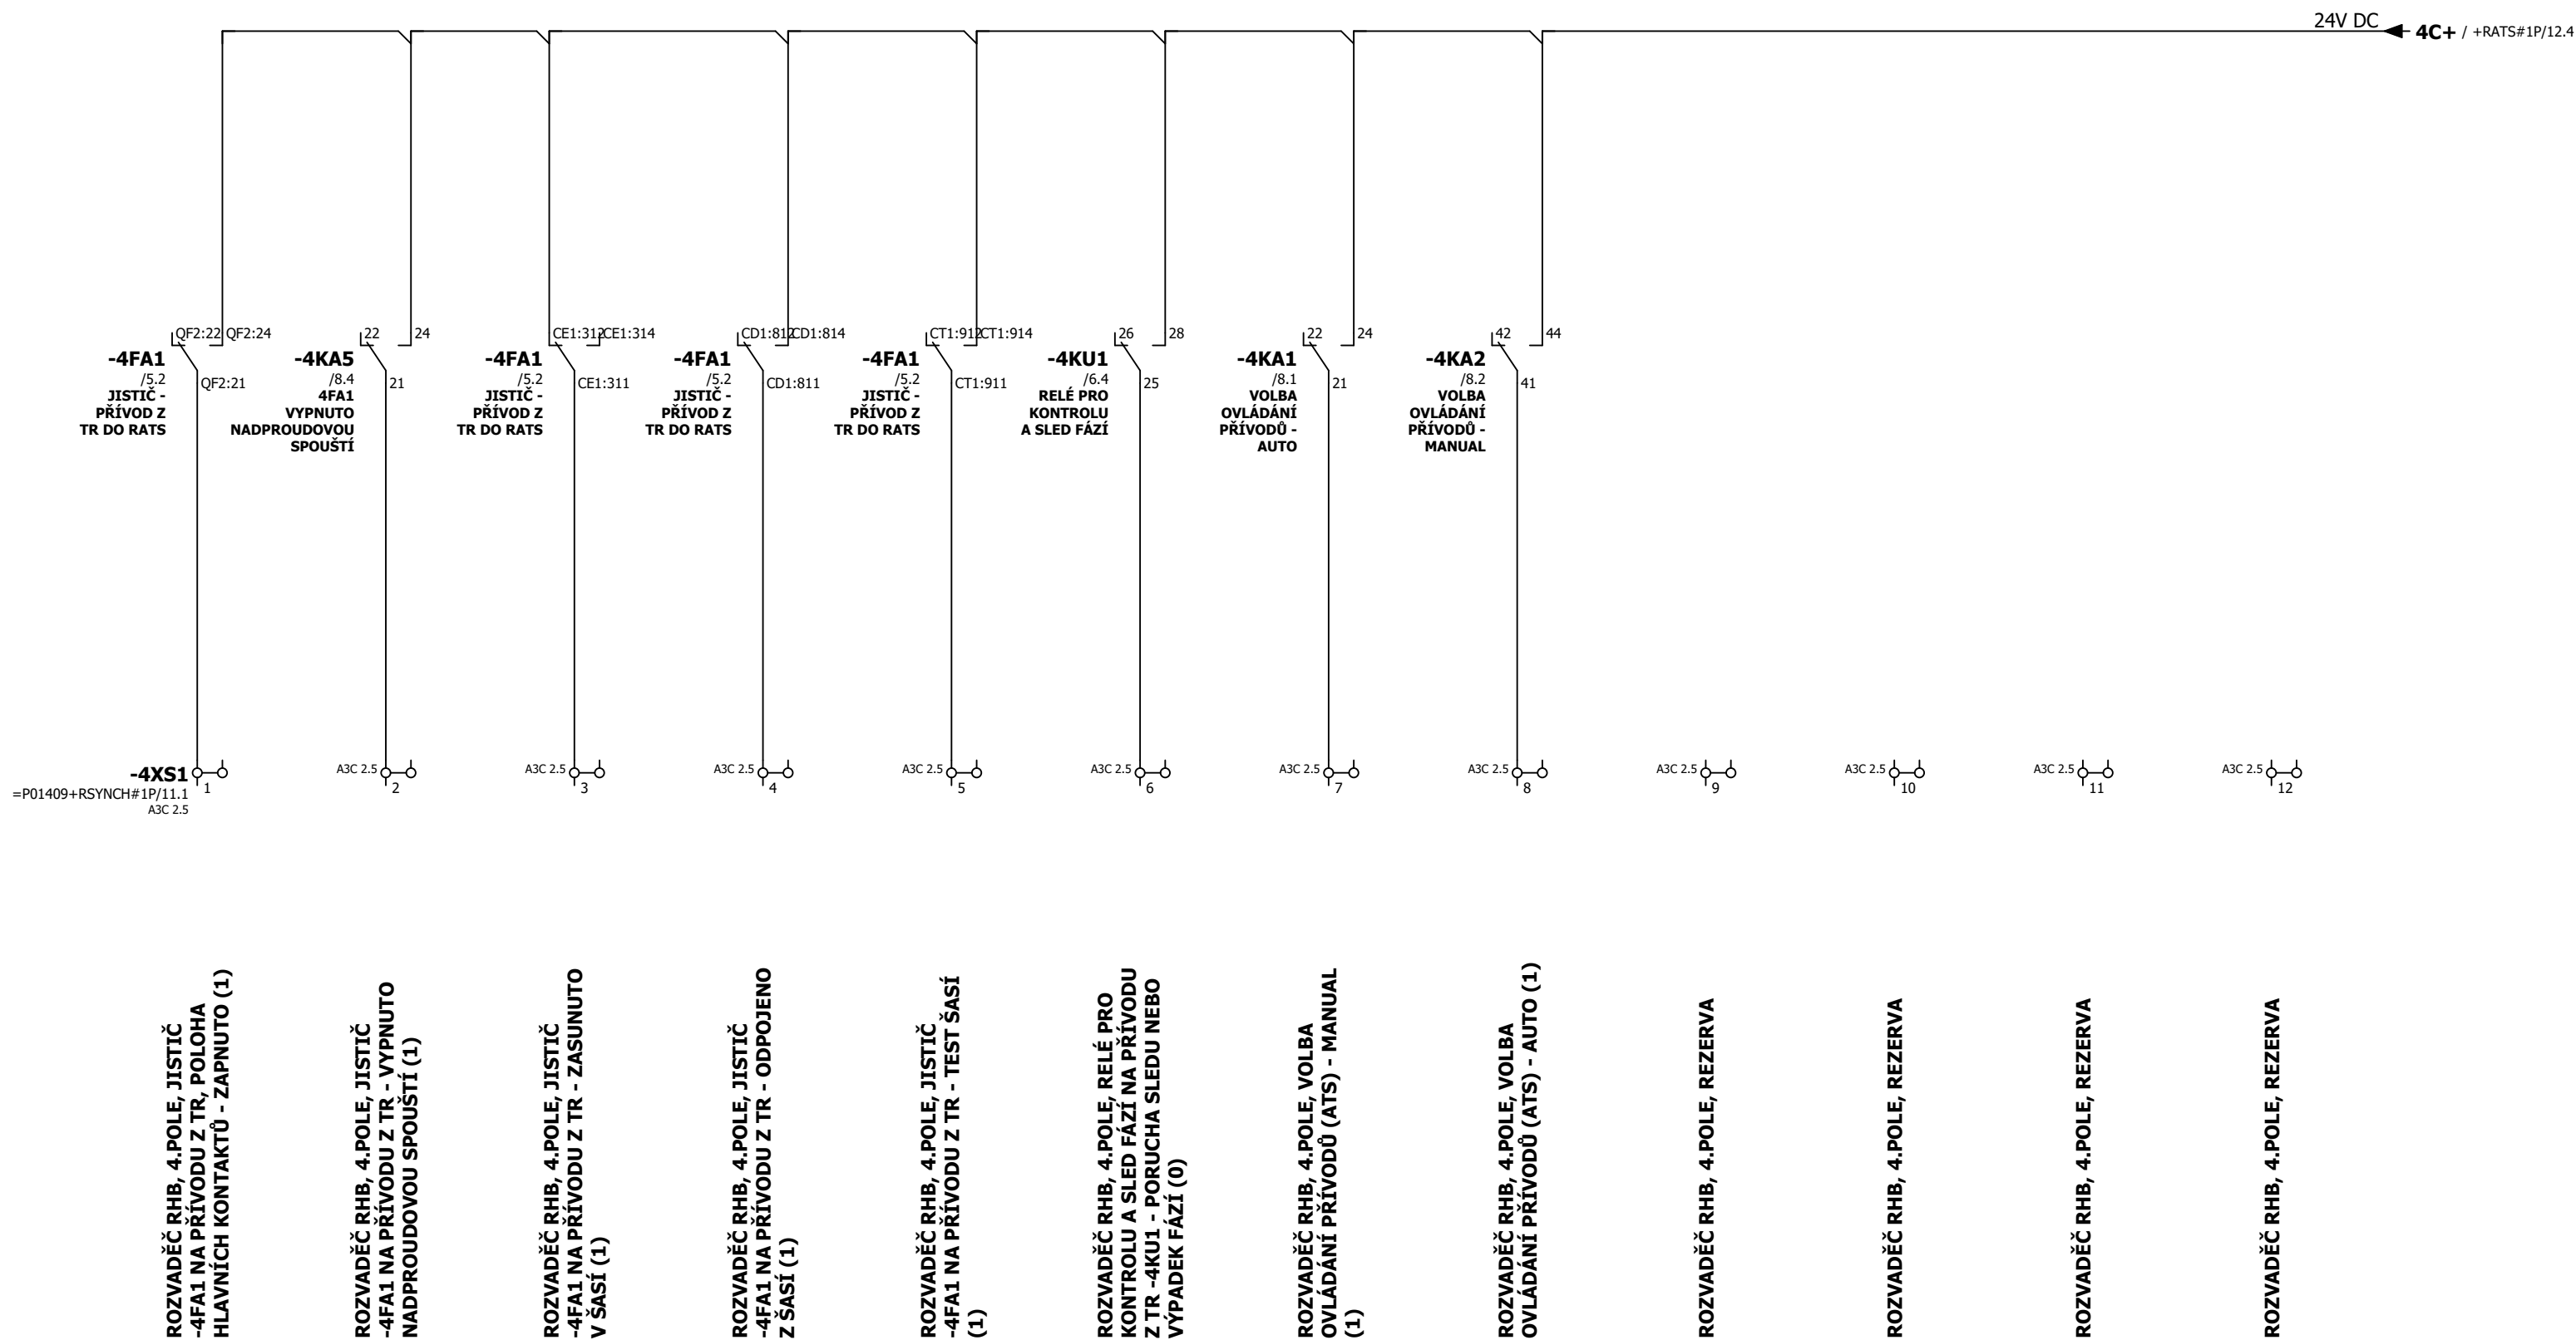 24V DC
4C+ / +RATS#1P/12.4
QF2:22 QF2:24
-4FA1
/5.2
QF2:21
JISTIČ -
PŘÍVOD Z
TR DO RATS
22 24
-4KA5
/8.4
21
4FA1
VYPNUTO
NADPROUDOVOU
SPOUŠTÍ
CE1:312 CE1:314
-4FA1
/5.2
CE1:311
JISTIČ -
PŘÍVOD Z
TR DO RATS
CD1:812 CD1:814
-4FA1
/5.2
CD1:811
JISTIČ -
PŘÍVOD Z
TR DO RATS
CT1:912 CT1:914
-4FA1
/5.2
CT1:911
JISTIČ -
PŘÍVOD Z
TR DO RATS
26 28
-4KU1
/6.4
25
RELÉ PRO
KONTROLU
A SLED FÁZÍ
22 24
-4KA1
/8.1
21
VOLBA
OVLÁDÁNÍ
PŘÍVODŮ -
AUTO
42 44
-4KA2
/8.2
41
VOLBA
OVLÁDÁNÍ
PŘÍVODŮ -
MANUAL
-4XS1
=P01409+RSYNCH#1P/11.1
A3C 2.5
1
A3C 2.5
2
A3C 2.5
3
A3C 2.5
4
A3C 2.5
5
A3C 2.5
6
A3C 2.5
7
A3C 2.5
8
A3C 2.5
9
A3C 2.5
10
A3C 2.5
11
A3C 2.5
12
ROZVADĚČ RHB, 4.POLE, JISTIČ
-4FA1 NA PŘÍVODU Z TR, POLOHA
HLAVNÍCH KONTAKTŮ - ZAPNUTO (1)
ROZVADĚČ RHB, 4.POLE, JISTIČ
-4FA1 NA PŘÍVODU Z TR - VYPNUTO
NADPROUDOVOU SPOUŠTÍ (1)
ROZVADĚČ RHB, 4.POLE, JISTIČ
-4FA1 NA PŘÍVODU Z TR - ZASUNUTO
V ŠASÍ (1)
ROZVADĚČ RHB, 4.POLE, JISTIČ
-4FA1 NA PŘÍVODU Z TR - ODPOJENO
Z ŠASÍ (1)
ROZVADĚČ RHB, 4.POLE, JISTIČ
-4FA1 NA PŘÍVODU Z TR - TEST ŠASÍ
(1)
ROZVADĚČ RHB, 4.POLE, RELÉ PRO
KONTROLU A SLED FÁZÍ NA PŘÍVODU
Z TR -4KU1 - PORUCHA SLEDU NEBO
VÝPADEK FÁZÍ (0)
ROZVADĚČ RHB, 4.POLE, VOLBA
OVLÁDÁNÍ PŘÍVODŮ (ATS) - MANUAL
(1)
ROZVADĚČ RHB, 4.POLE, VOLBA
OVLÁDÁNÍ PŘÍVODŮ (ATS) - AUTO (1)
ROZVADĚČ RHB, 4.POLE, REZERVA
ROZVADĚČ RHB, 4.POLE, REZERVA
ROZVADĚČ RHB, 4.POLE, REZERVA
ROZVADĚČ RHB, 4.POLE, REZERVA